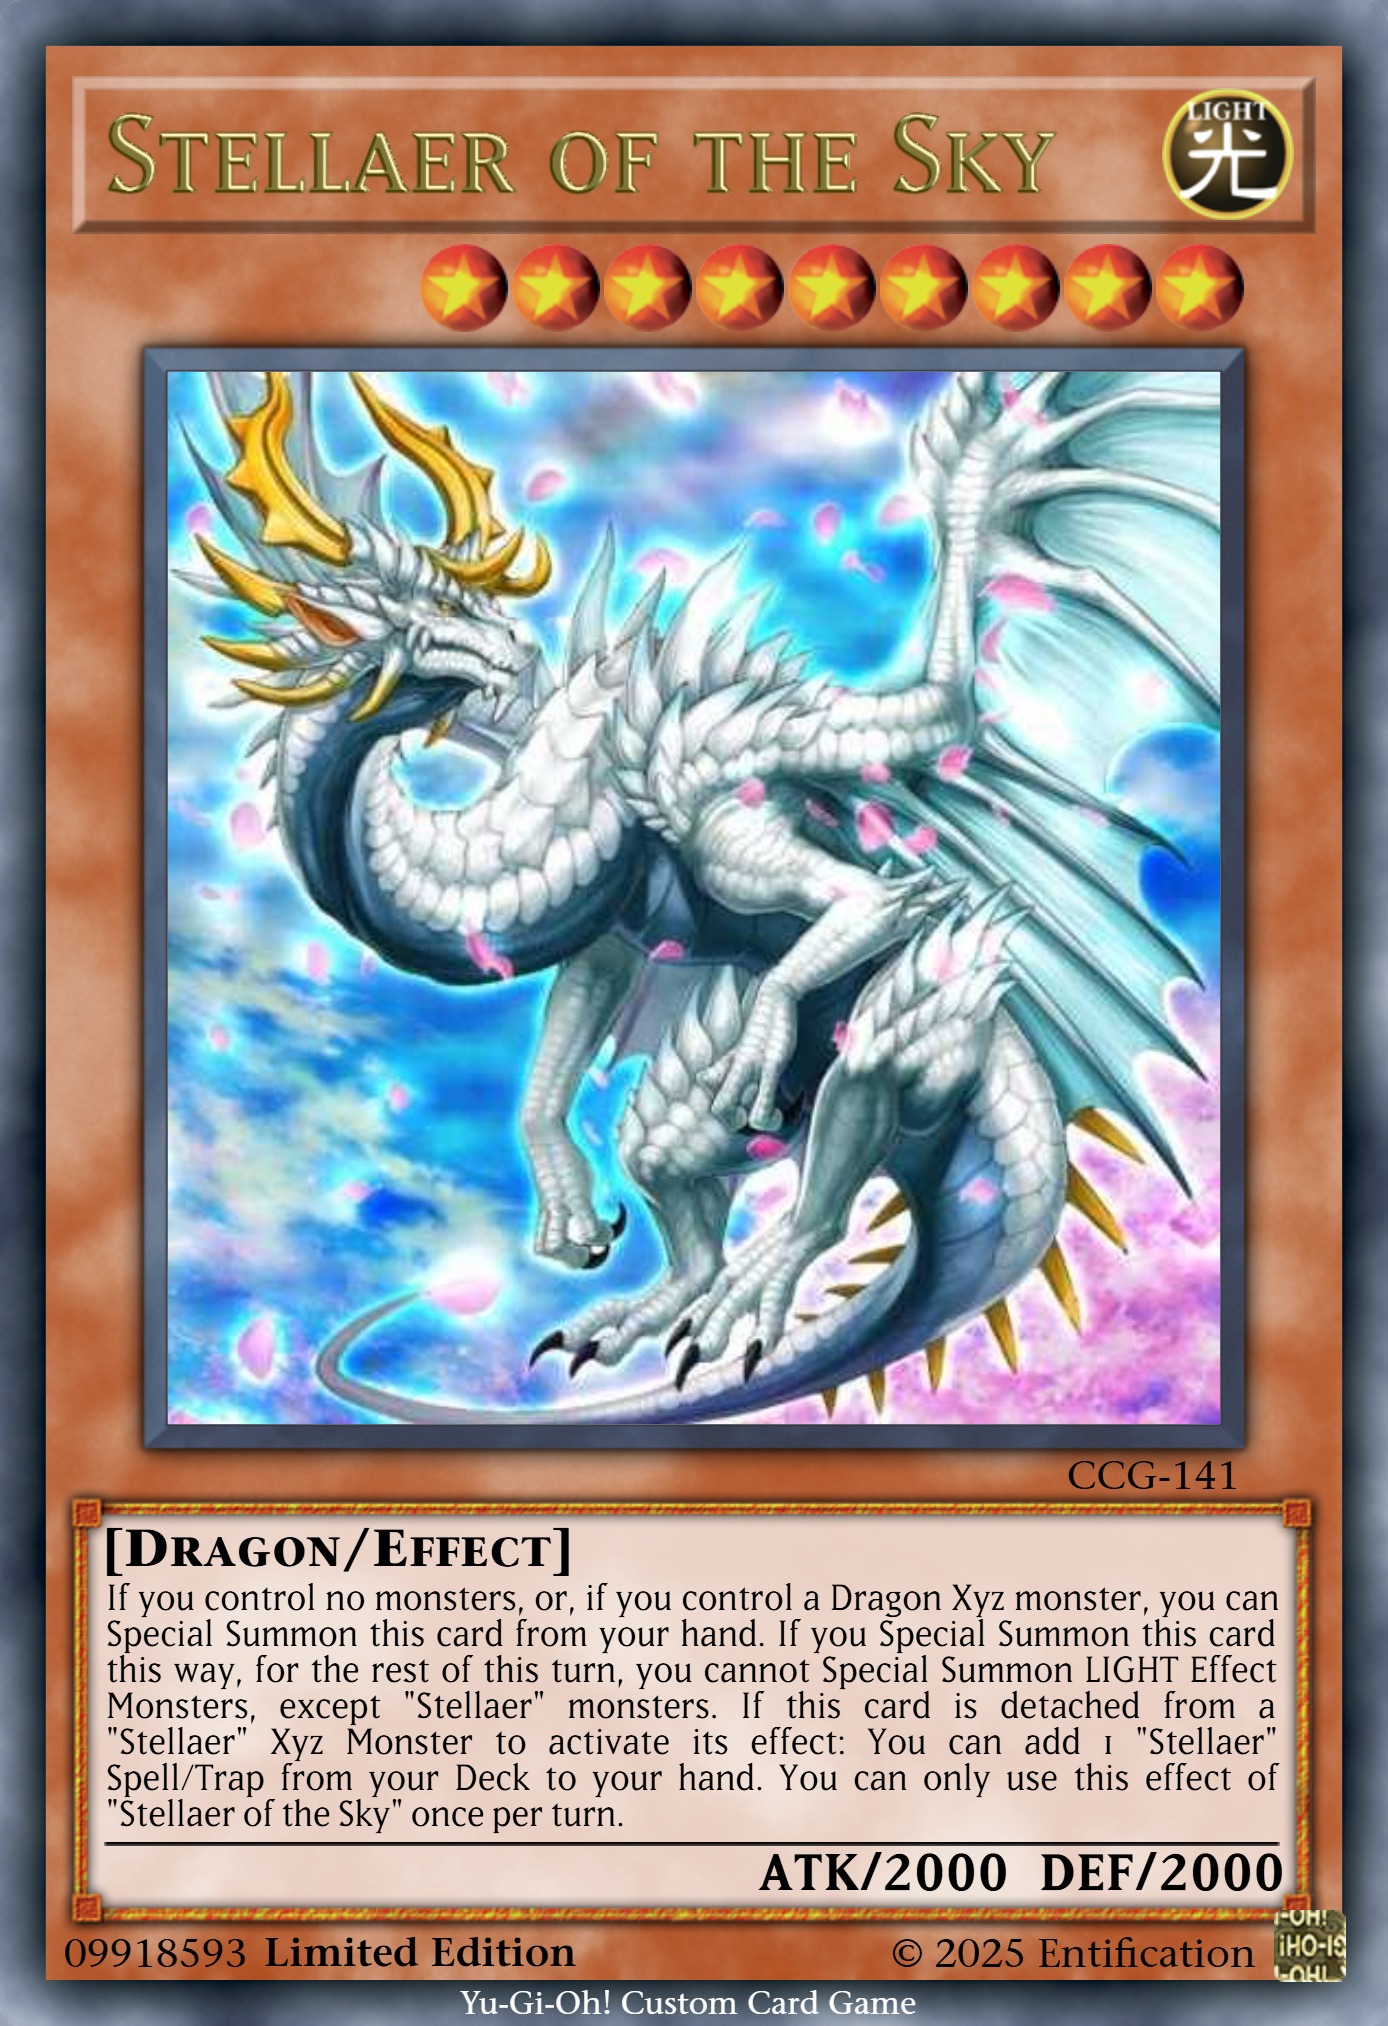 Stellaer of the Sky
LIGHT
光
CCG-141
[Dragon/Effect]
If you control no monsters, or, if you control a Dragon Xyz monster, you can
Special Summon this card from your hand. If you Special Summon this card
this way, for the rest of this turn, you cannot Special Summon LIGHT Effect
Monsters, except "Stellaer" monsters. If this card is detached from a
"Stellaer" Xyz Monster to activate its effect: You can add 1 "Stellaer"
Spell/Trap from your Deck to your hand. You can only use this effect of
"Stellaer of the Sky" once per turn.
ATK/2000 DEF/2000
09918593 Limited Edition
© 2025 Entification
Yu-Gi-Oh! Custom Card Game